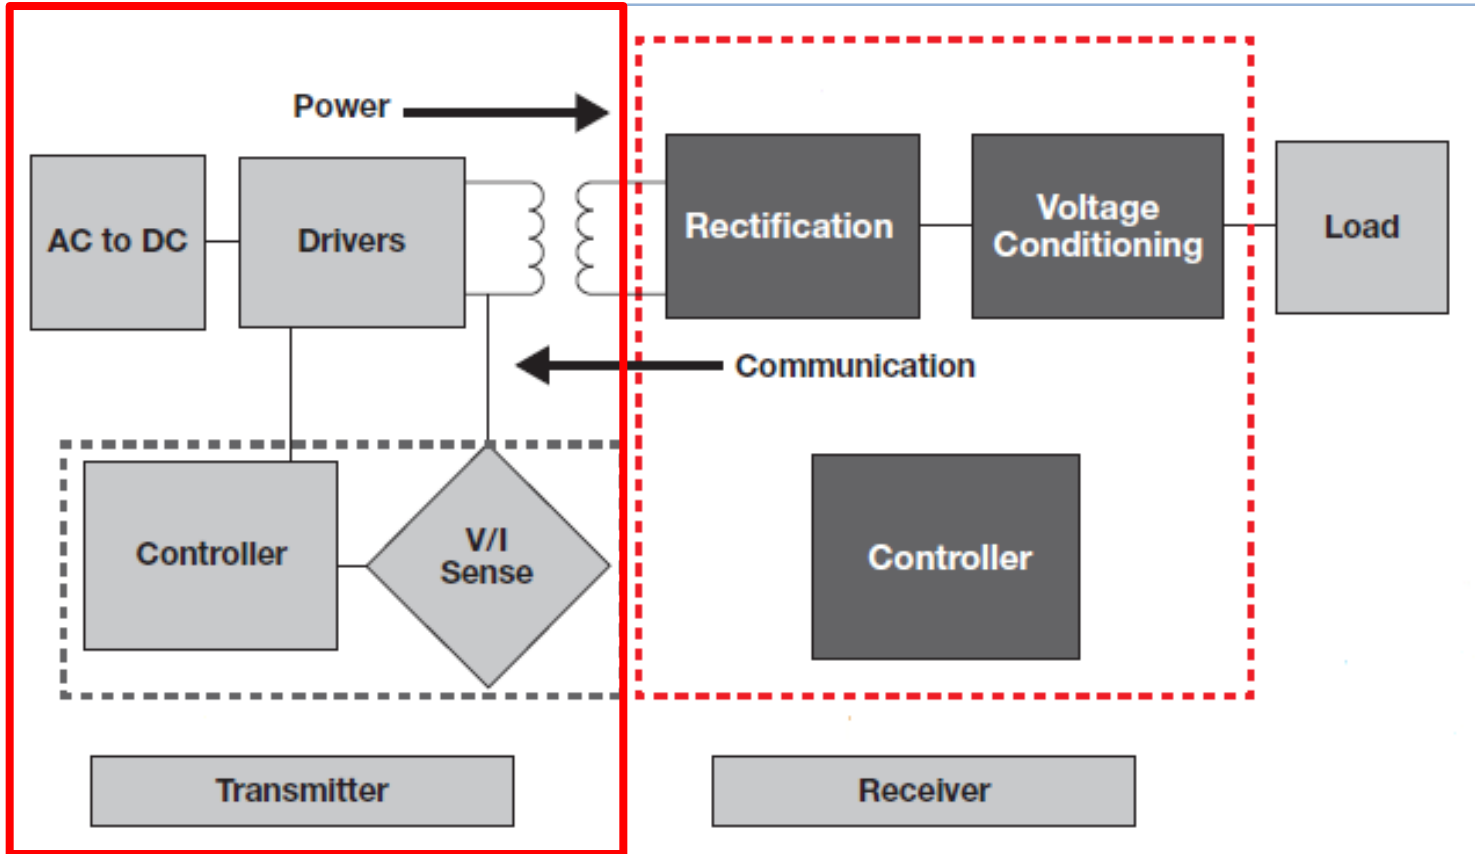 Power
AC to DC
Drivers
Rectification
Voltage
Conditioning
Load
Communication
Controller
V/I
Sense
Controller
Transmitter
Receiver